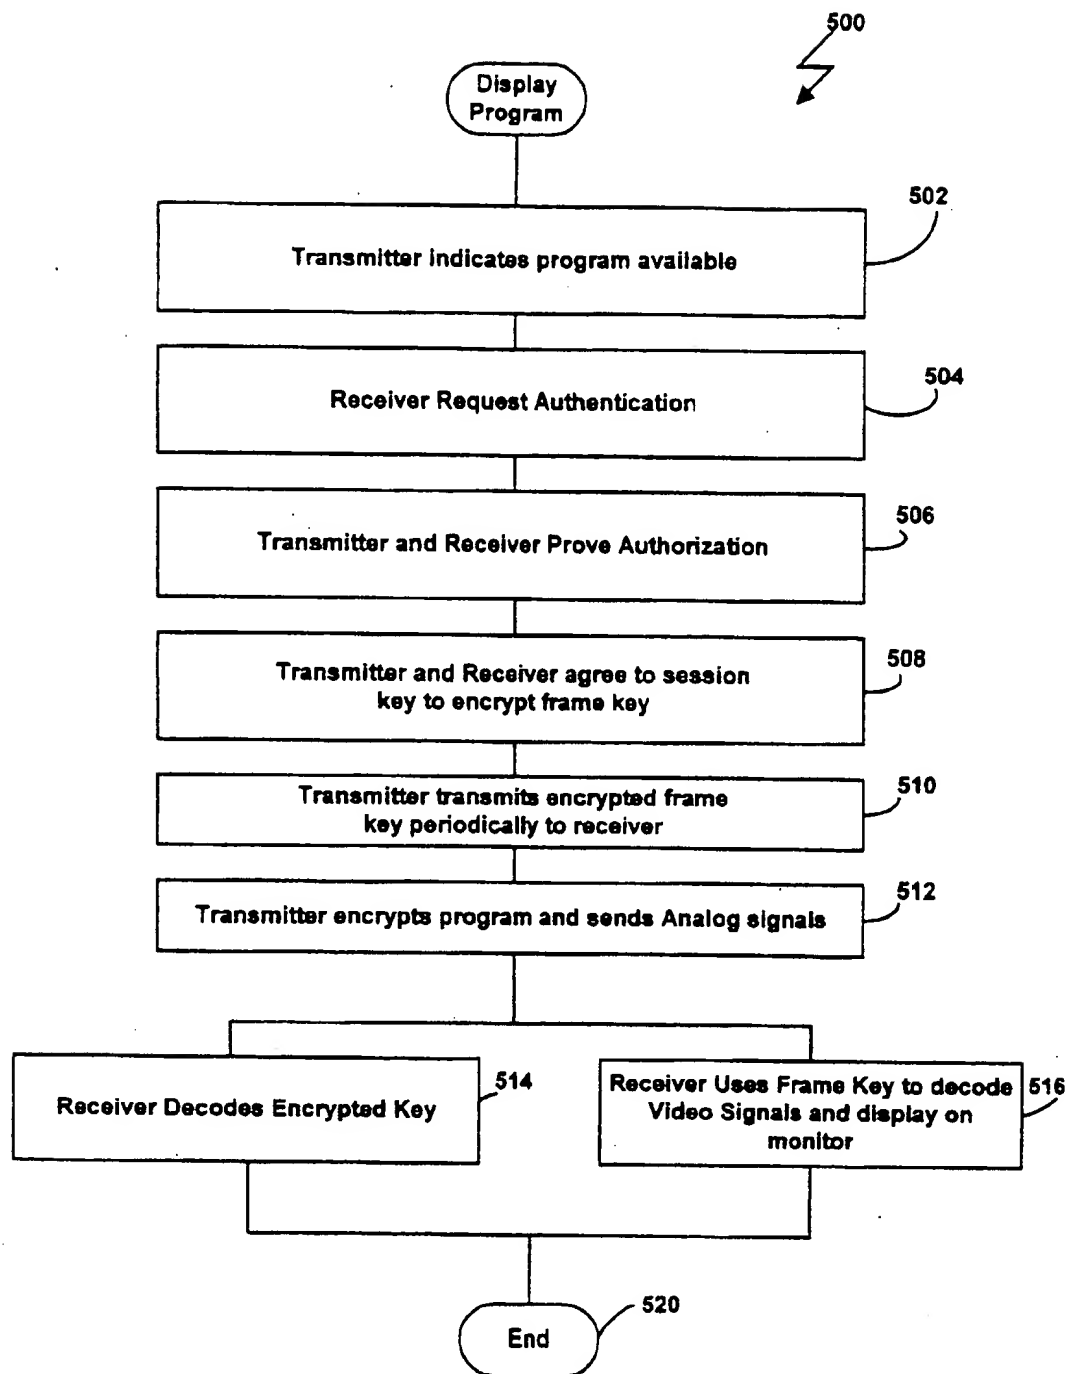 500
Display
Program
502
Transmitter indicates program available
504
Receiver Request Authentication
506
Transmitter and Receiver Prove Authorization
508
Transmitter and Receiver agree to session
key to encrypt frame key
510
Transmitter transmits encrypted frame
key periodically to receiver
512
Transmitter encrypts program and sends Analog signals
514
Receiver Decodes Encrypted Key
Receiver Uses Frame Key to decode
Video Signals and display on
monitor
516
520
End